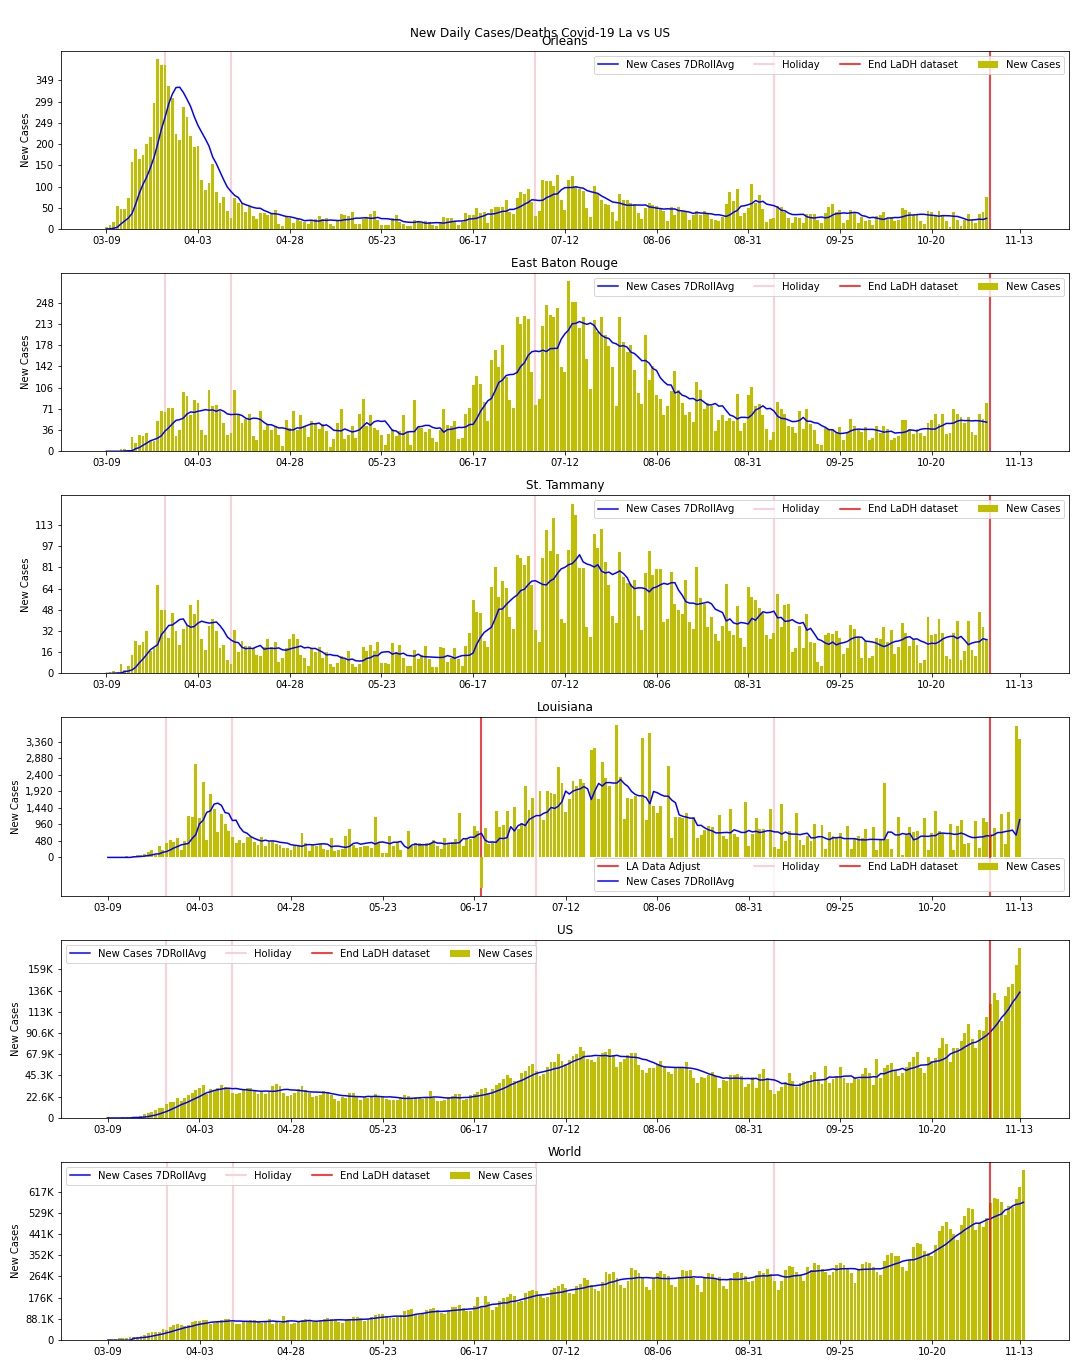 New Daily Cases/Deaths Covid-19 La vs US
Orleans
New Cases 7DRollAvg Holiday End LaDH dataset New Cases
New Cases
349
299
249
200
150
100
50
0
03-09 04-03 04-28 05-23 06-17 07-12 08-06 08-31 09-25 10-20 11-13
East Baton Rouge
New Cases 7DRollAvg Holiday End LaDH dataset New Cases
New Cases
248
213
178
142
106
71
36
0
03-09 04-03 04-28 05-23 06-17 07-12 08-06 08-31 09-25 10-20 11-13
St. Tammany
New Cases 7DRollAvg Holiday End LaDH dataset New Cases
New Cases
113
97
81
64
48
32
16
0
03-09 04-03 04-28 05-23 06-17 07-12 08-06 08-31 09-25 10-20 11-13
Louisiana
New Cases
3,360
2,880
2,400
1,920
1,440
960
480
0
LA Data Adjust Holiday End LaDH dataset New Cases
New Cases 7DRollAvg
03-09 04-03 04-28 05-23 06-17 07-12 08-06 08-31 09-25 10-20 11-13
US
New Cases 7DRollAvg Holiday End LaDH dataset New Cases
New Cases
159K
136K
113K
90.6K
67.9K
45.3K
22.6K
0
03-09 04-03 04-28 05-23 06-17 07-12 08-06 08-31 09-25 10-20 11-13
World
New Cases 7DRollAvg Holiday End LaDH dataset New Cases
New Cases
617K
529K
441K
352K
264K
176K
88.1K
0
03-09 04-03 04-28 05-23 06-17 07-12 08-06 08-31 09-25 10-20 11-13